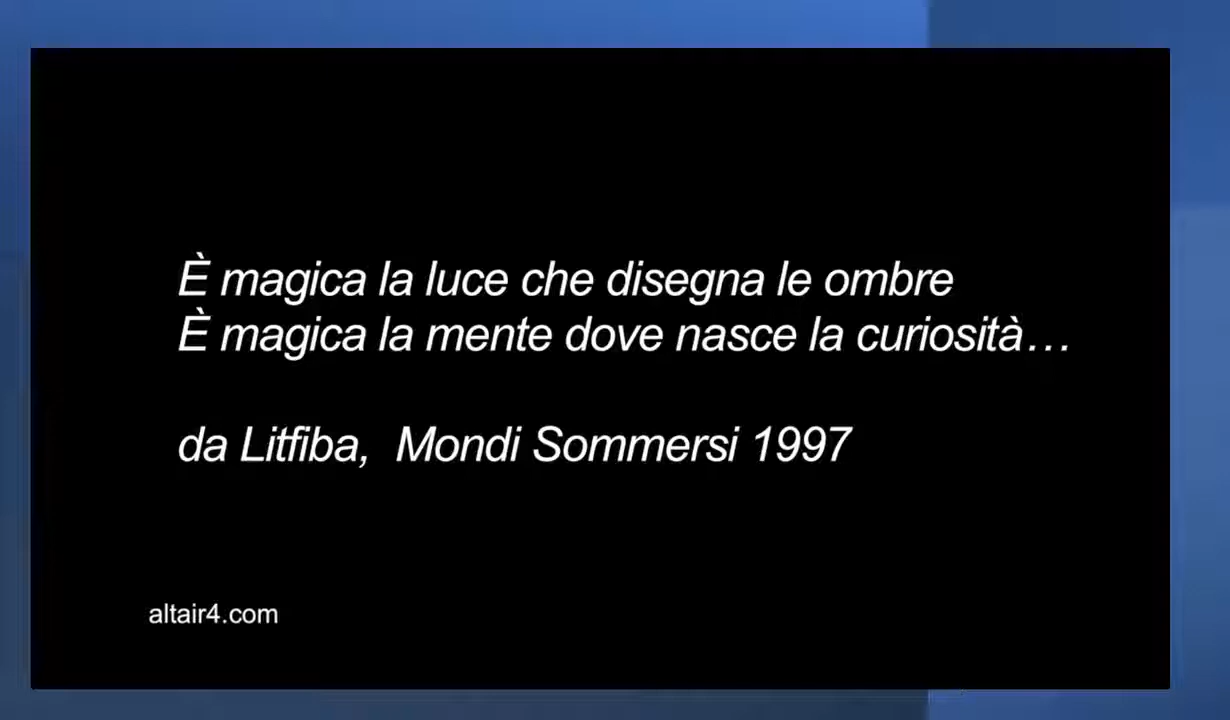 È magica la luce che disegna le ombre
È magica la mente dove nasce la curiosità…
da Litfiba, Mondi Sommersi 1997
altair4.com